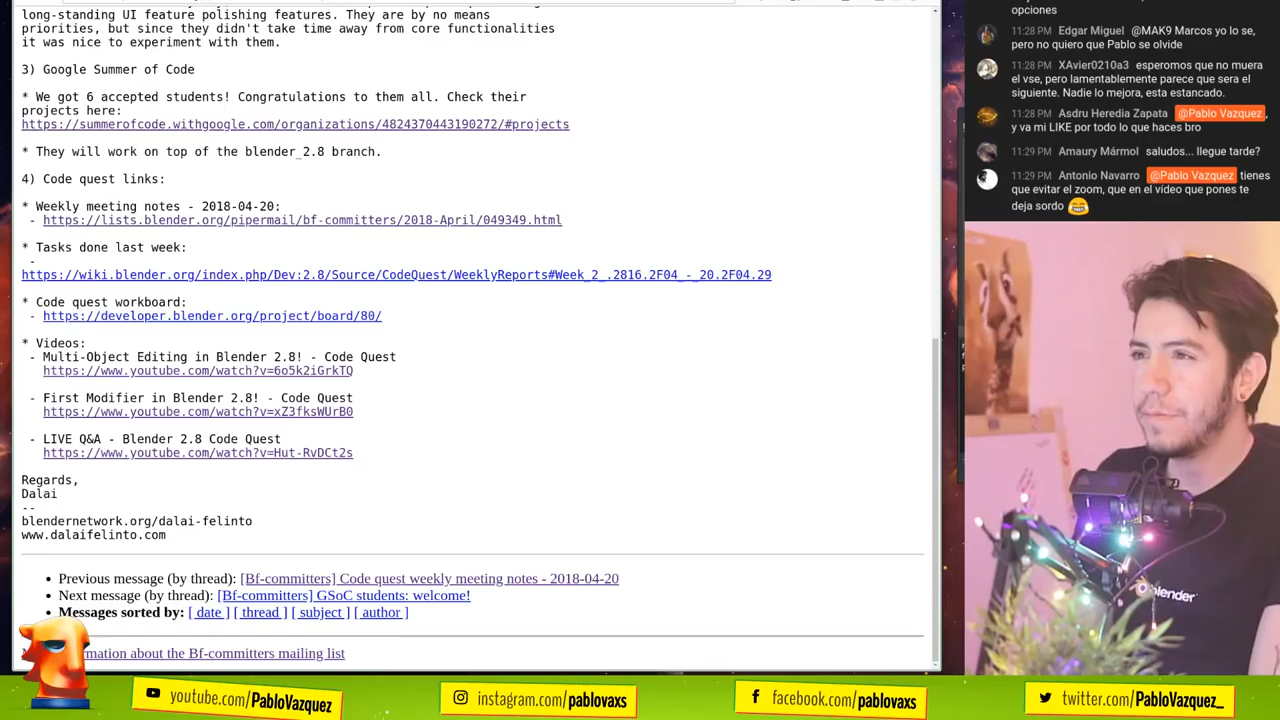 long-standing UI feature polishing features. They are by no means
priorities, but since they didn't take time away from core functionalities
it was nice to experiment with them.
3) Google Summer of Code
* We got 6 accepted students! Congratulations to them all. Check their
projects here:
https://summerofcode.withgoogle.com/organizations/4824370443190272/#projects
* They will work on top of the blender_2.8 branch.
4) Code quest links:
* Weekly meeting notes - 2018-04-20:
- https://lists.blender.org/pipermail/bf-committers/2018-April/049349.html
* Tasks done last week:
-
https://wiki.blender.org/index.php/Dev:2.8/Source/CodeQuest/WeeklyReports#Week_2_.2816.2F04_-_20.2F04.29
* Code quest workboard:
- https://developer.blender.org/project/board/80/
* Videos:
- Multi-Object Editing in Blender 2.8! - Code Quest
https://www.youtube.com/watch?v=6o5k2iGrkTQ
- First Modifier in Blender 2.8! - Code Quest
https://www.youtube.com/watch?v=xZ3fksWUrB0
- LIVE Q&A - Blender 2.8 Code Quest
https://www.youtube.com/watch?v=Hut-RvDCt2s
Regards,
Dalai
--
blendernetwork.org/dalai-felinto
www.dalaifelinto.com
• Previous message (by thread): [Bf-committers] Code quest weekly meeting notes - 2018-04-20
• Next message (by thread): [Bf-committers] GSoC students: welcome!
• Messages sorted by: [ date ] [ thread ] [ subject ] [ author ]
mation about the Bf-committers mailing list
opciones
11:28 PM Edgar Miguel @MAK9 Marcos yo lo se,
pero no quiero que Pablo se olvide
11:28 PM XAvier0210a3 esperomos que no muera
el vse, pero lamentablemente parece que sera el
siguiente. Nadie lo mejora, esta estancado.
11:28 PM Asdru Heredia Zapata @Pablo Vazquez ,
y va mi LIKE por todo lo que haces bro
11:29 PM Amaury Mármol saludos... llegue tarde?
11:29 PM Antonio Navarro @Pablo Vazquez tienes
que evitar el zoom, que en el vídeo que pones te
deja sordo 😂
blender
youtube.com/PabloVazquez
instagram.com/pablovaxs
facebook.com/pablovaxs
twitter.com/PabloVazquez_